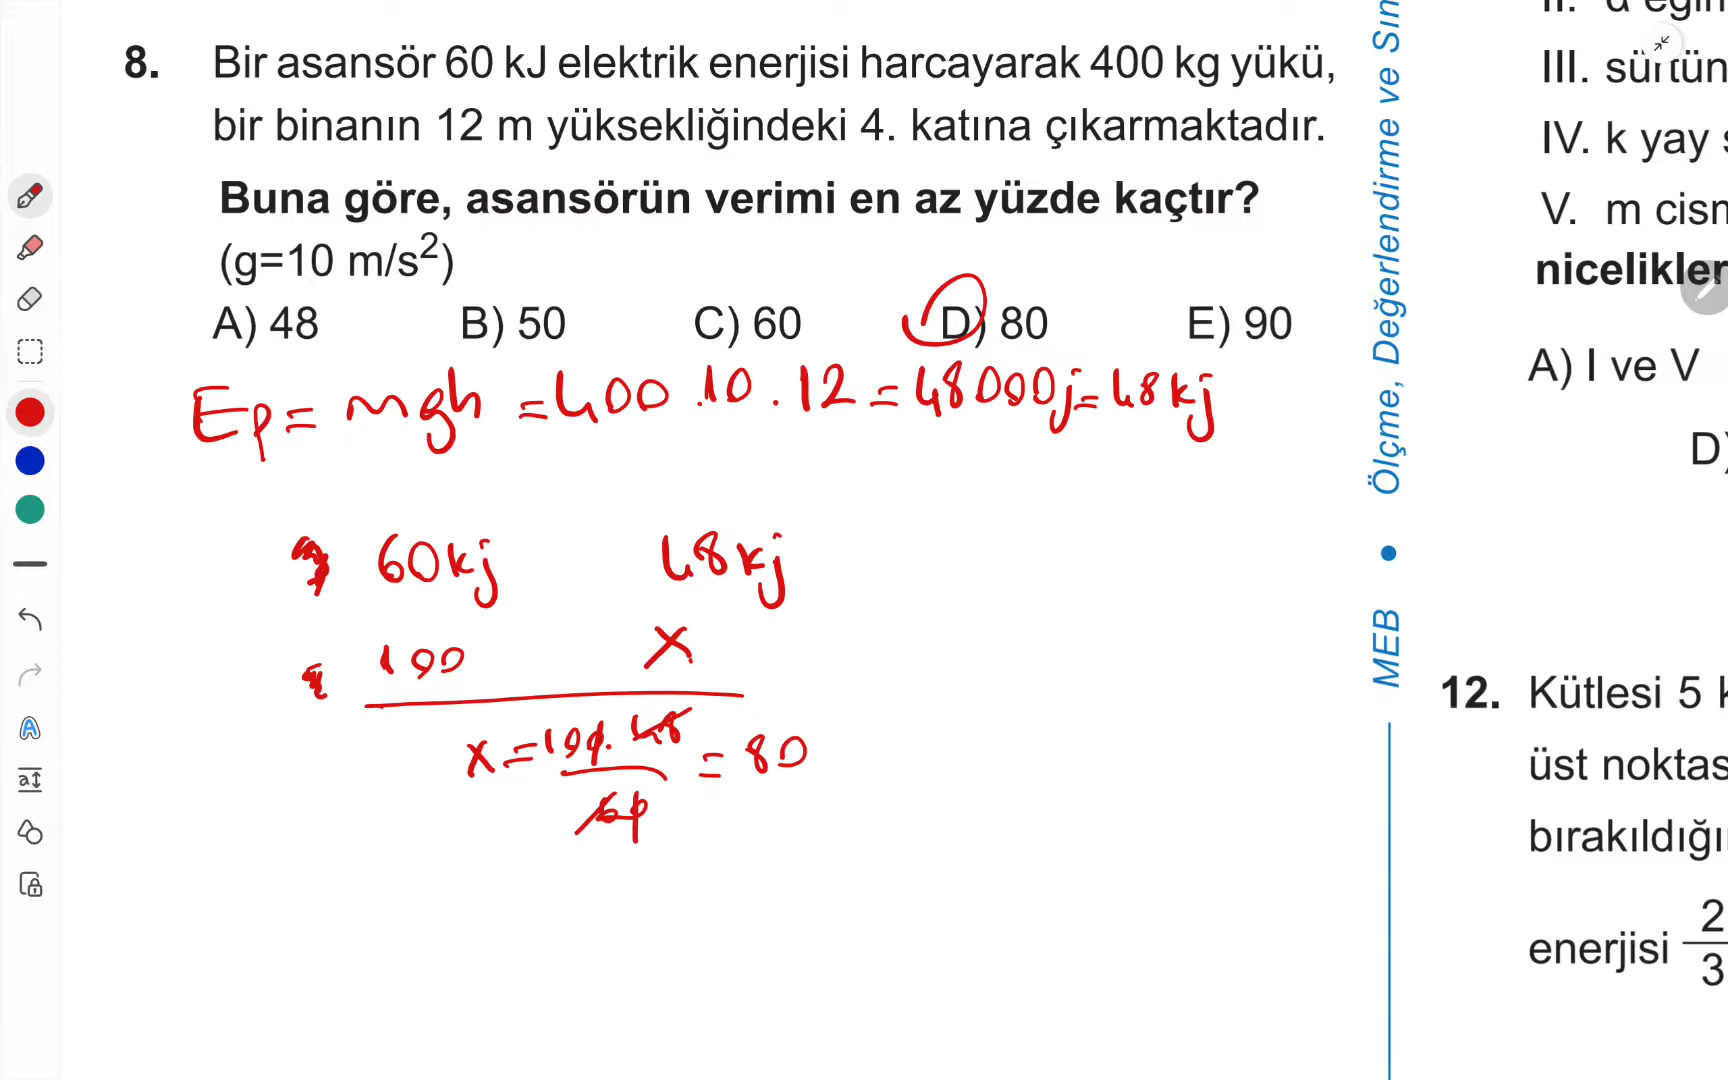 8. Bir asansör 60 kJ elektrik enerjisi harcayarak 400 kg yükü,
bir binanın 12 m yüksekliğindeki 4. katına çıkarmaktadır.
Buna göre, asansörün verimi en az yüzde kaçtır?
(g=10 m/s²)
A) 48 B) 50 C) 60 D) 80 E) 90
Ep = mgh = 400 . 10 . 12 = 48000j = 48kj
60kj 48kj
100 X
x = 100 . 48 / 60 = 80
MEB • Ölçme, Değerlendirme ve Sın
III. sürtün
IV. k yay s
V. m cism
nicelikler
A) I ve V
D)
12. Kütlesi 5 k
üst noktas
bırakıldığı
enerjisi 2/3